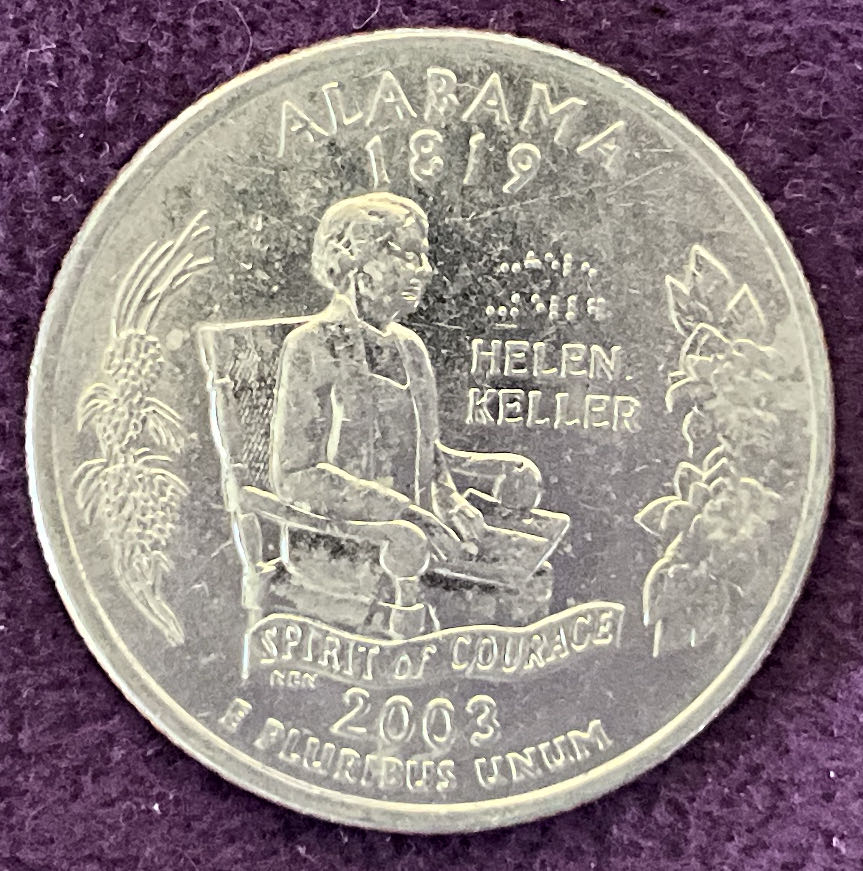 ALABAMA
1819
HELEN
KELLER
SPIRIT of COURAGE
2003
E PLURIBUS UNUM